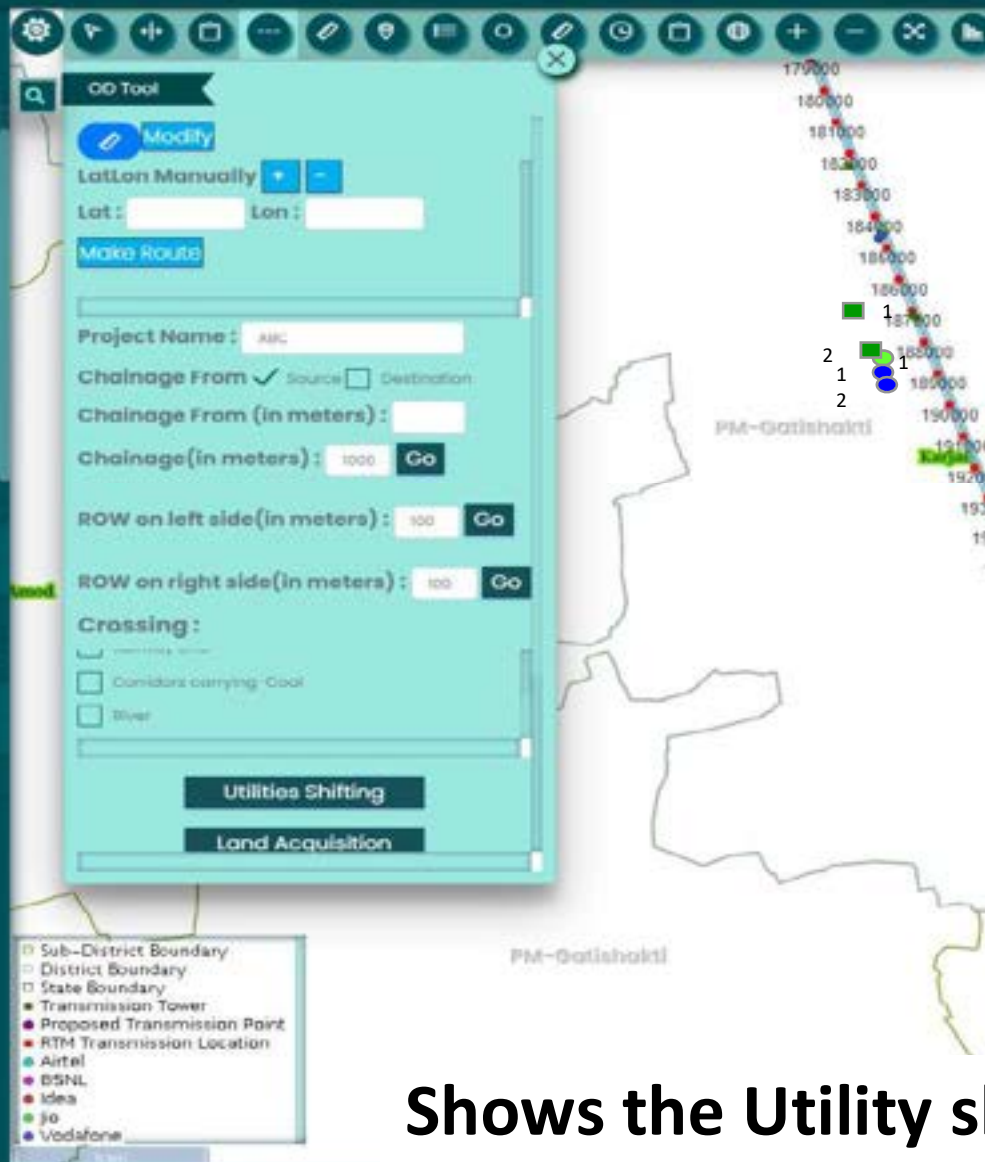 OD Tool
Modify
LatLon Manually + -
Lat : Lon :
Make Route
Project Name : ABC
Chainage From Source Destination
Chainage From (in meters) :
Chainage(in meters) : 1000 Go
ROW on left side(in meters) : 100 Go
ROW on right side(in meters) : 100 Go
Crossing :
Corridors carrying Coal
River
Utilities Shifting
Land Acquisition
179000
180000
181000
182000
183000
184000
185000
186000
1
187000
2
1
188000
1
189000
2
190000
PM-Gatishakti
Karjan
PM-Gatishakti
Sub-District Boundary
District Boundary
State Boundary
Transmission Tower
Proposed Transmission Point
RTM Transmission Location
Airtel
BSNL
Idea
Jio
Vodafone
Shows the Utility